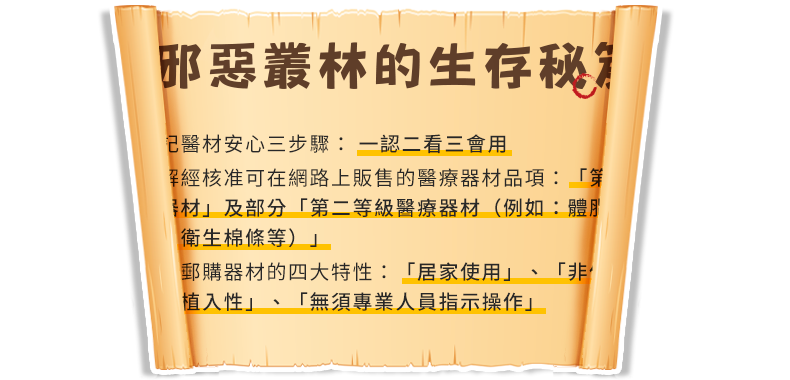 邪惡叢林的生存秘
記醫材安心三步驟：一認二看三會用
解經核准可在網路上販售的醫療器材品項：「第
器材」及部分「第二等級醫療器材（例如：體
衛生棉條等）」
郵購器材的四大特性：「居家使用」、「非
植入性」、「無須專業人員指示操作」